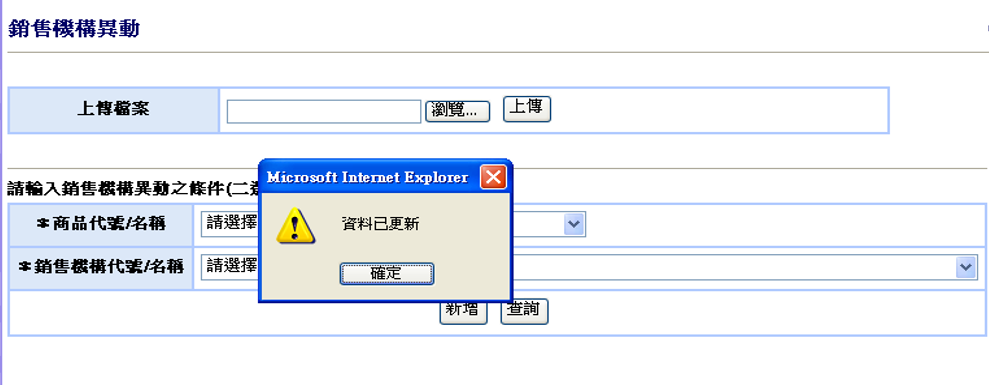 銷售機構異動
上傳檔案
瀏覽... 上傳
Microsoft Internet Explorer
請輸入銷售機構異動之條件(二選
資料已更新
*商品代號/名稱 請選擇
*銷售機構代號/名稱 請選擇
確定
新增 查詢